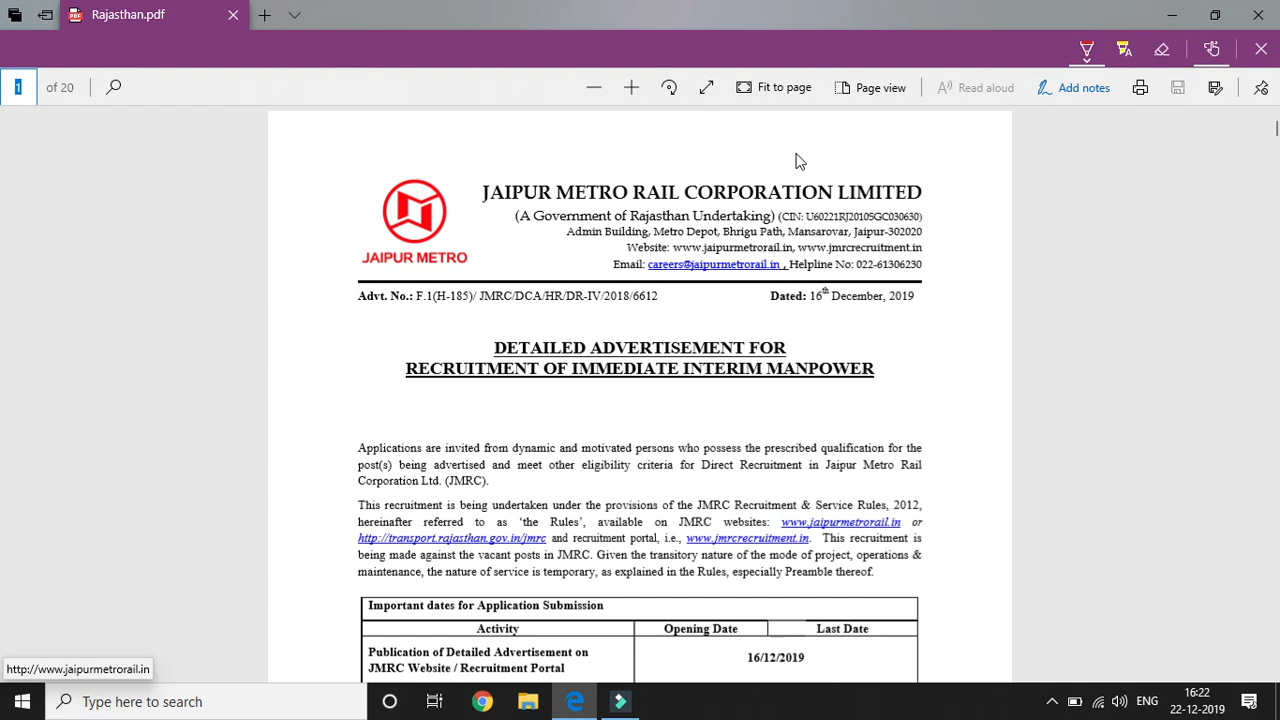 Rajasthan.pdf
1 of 20 Fit to page Page view Read aloud Add notes
JAIPUR METRO
JAIPUR METRO RAIL CORPORATION LIMITED
(A Government of Rajasthan Undertaking) (CIN: U60221RJ2010SGC030630)
Admin Building, Metro Depot, Bhrigu Path, Mansarovar, Jaipur-302020
Website: www.jaipurmetrorail.in, www.jmrcrecruitment.in
Email: careers@jaipurmetrorail.in , Helpline No: 022-61306230
Advt. No.: F.1(H-185)/ JMRC/DCA/HR/DR-IV/2018/6612 Dated: 16th December, 2019
DETAILED ADVERTISEMENT FOR
RECRUITMENT OF IMMEDIATE INTERIM MANPOWER
Applications are invited from dynamic and motivated persons who possess the prescribed qualification for the
post(s) being advertised and meet other eligibility criteria for Direct Recruitment in Jaipur Metro Rail
Corporation Ltd. (JMRC).
This recruitment is being undertaken under the provisions of the JMRC Recruitment & Service Rules, 2012,
hereinafter referred to as ‘the Rules’, available on JMRC websites: www.jaipurmetrorail.in or
http://transport.rajasthan.gov.in/jmrc and recruitment portal, i.e., www.jmrcrecruitment.in. This recruitment is
being made against the vacant posts in JMRC. Given the transitory nature of the mode of project, operations &
maintenance, the nature of service is temporary, as explained in the Rules, especially Preamble thereof.
Important dates for Application Submission
Activity Opening Date Last Date
Publication of Detailed Advertisement on
JMRC Website / Recruitment Portal
16/12/2019
http://www.jaipurmetrorail.in
Type here to search
ENG
16:22
22-12-2019